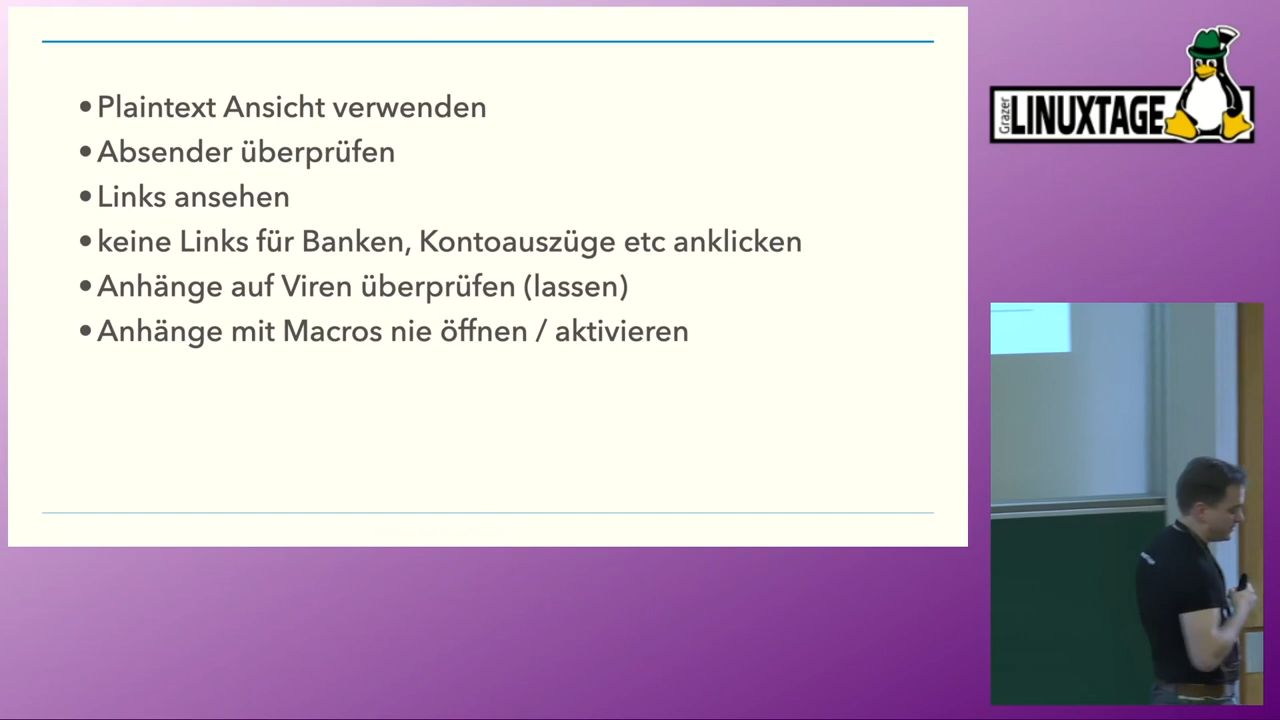 • Plaintext Ansicht verwenden
• Absender überprüfen
• Links ansehen
• keine Links für Banken, Kontoauszüge etc anklicken
• Anhänge auf Viren überprüfen (lassen)
• Anhänge mit Macros nie öffnen / aktivieren
Grazer
LINUXTAGE